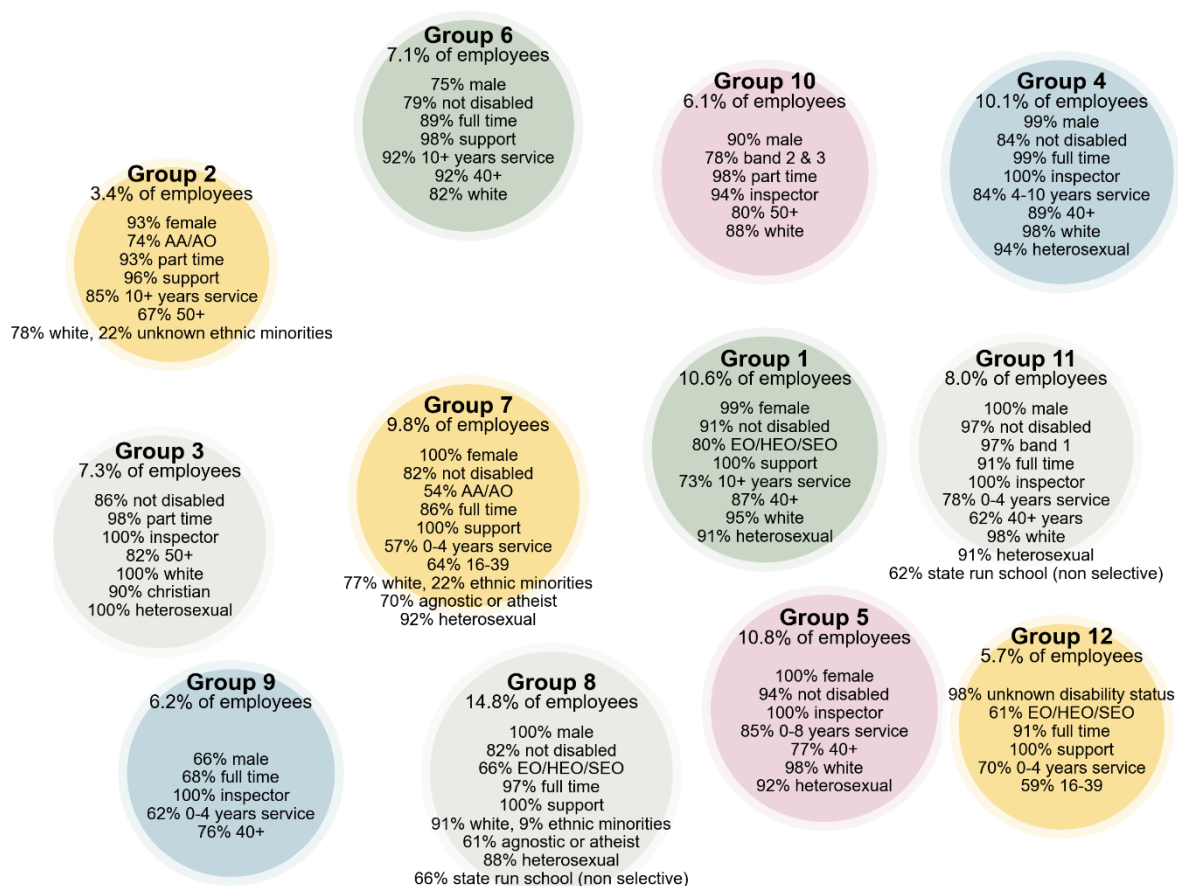 Group 6
7.1% of employees
75% male
79% not disabled
89% full time
98% support
92% 10+ years service
92% 40+
82% white
Group 10
6.1% of employees
90% male
78% band 2 & 3
98% part time
94% inspector
80% 50+
88% white
Group 4
10.1% of employees
99% male
84% not disabled
99% full time
100% inspector
84% 4-10 years service
89% 40+
98% white
94% heterosexual
Group 2
3.4% of employees
93% female
74% AA/AO
93% part time
96% support
85% 10+ years service
67% 50+
78% white, 22% unknown ethnic minorities
Group 1
10.6% of employees
99% female
91% not disabled
80% EO/HEO/SEO
100% support
73% 10+ years service
87% 40+
95% white
91% heterosexual
Group 11
8.0% of employees
100% male
97% not disabled
97% band 1
91% full time
100% inspector
78% 0-4 years service
62% 40+ years
98% white
91% heterosexual
62% state run school (non selective)
Group 7
9.8% of employees
100% female
82% not disabled
54% AA/AO
86% full time
100% support
57% 0-4 years service
64% 16-39
77% white, 22% ethnic minorities
70% agnostic or atheist
92% heterosexual
Group 3
7.3% of employees
86% not disabled
98% part time
100% inspector
82% 50+
100% white
90% christian
100% heterosexual
Group 5
10.8% of employees
100% female
94% not disabled
100% inspector
85% 0-8 years service
77% 40+
98% white
92% heterosexual
Group 12
5.7% of employees
98% unknown disability status
61% EO/HEO/SEO
91% full time
100% support
70% 0-4 years service
59% 16-39
Group 9
6.2% of employees
66% male
68% full time
100% inspector
62% 0-4 years service
76% 40+
Group 8
14.8% of employees
100% male
82% not disabled
66% EO/HEO/SEO
97% full time
100% support
91% white, 9% ethnic minorities
61% agnostic or atheist
88% heterosexual
66% state run school (non selective)